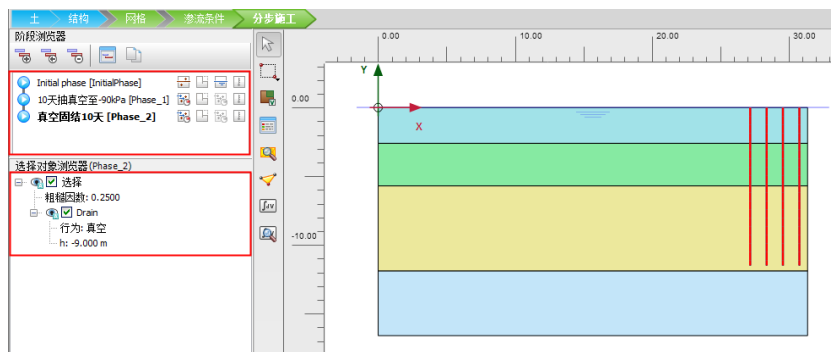 土 结构 网格 渗流条件 分步施工
阶段浏览器
Initial phase [InitialPhase]
10天抽真空至-90kPa [Phase_1]
真空固结10天 [Phase_2]
选择对象浏览器(Phase_2)
选择
粗糙因数: 0.2500
Drain
行为: 真空
h: -9.000 m
0.00 10.00 20.00 30.00
Y
0.00
X
-10.00
∫dV